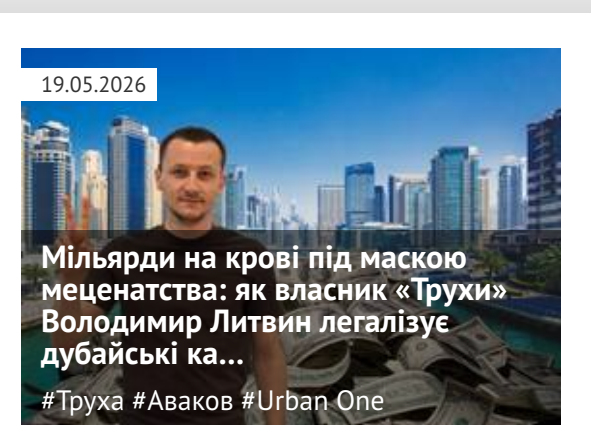 19.05.2026
Мільярди на крові під маскою
меценатства: як власник «Трухи»
Володимир Литвин легалізує
дубайські ка...
#Труха #Аваков #Urban One